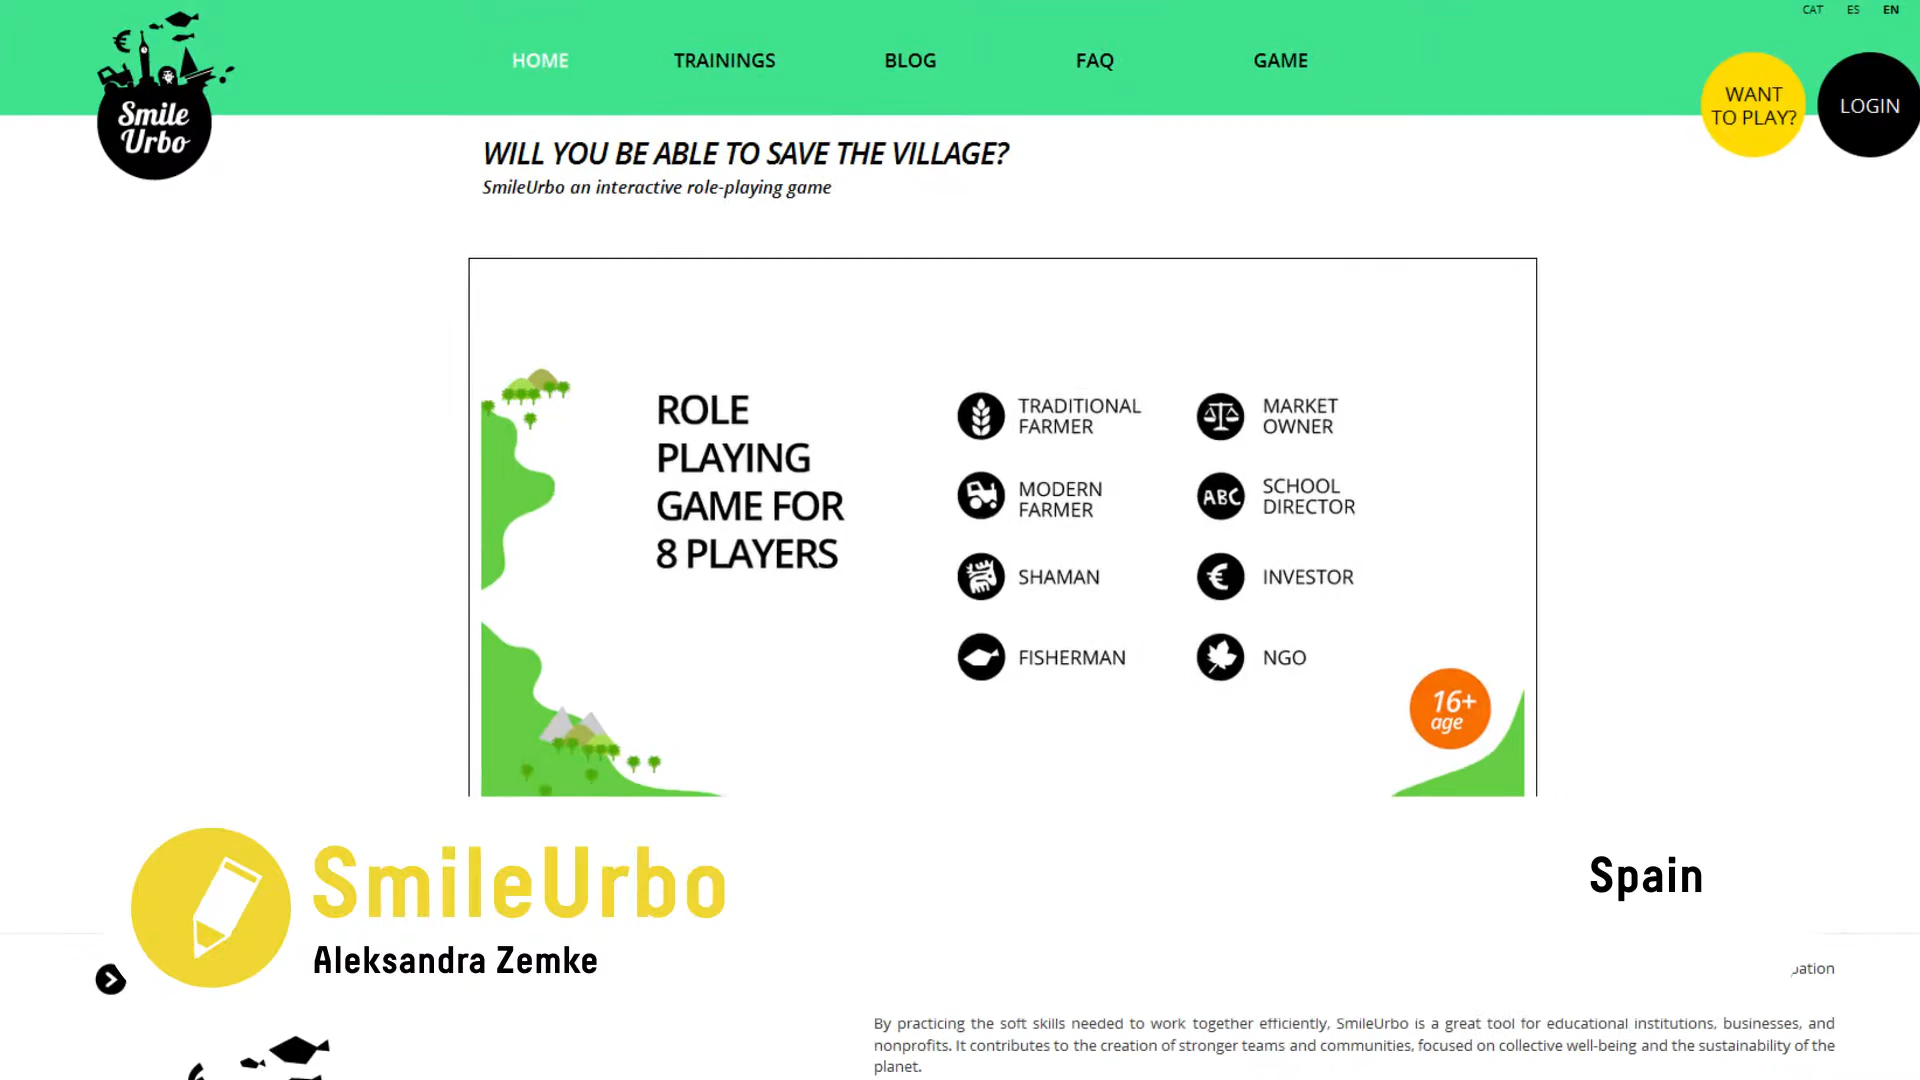 CAT ES EN
HOME TRAININGS BLOG FAQ GAME
WANT
TO PLAY?
LOGIN
Smile
Urbo
WILL YOU BE ABLE TO SAVE THE VILLAGE?
SmileUrbo an interactive role-playing game
ROLE
PLAYING
GAME FOR
8 PLAYERS
TRADITIONAL
FARMER
MODERN
FARMER
SHAMAN
FISHERMAN
MARKET
OWNER
ABC
SCHOOL
DIRECTOR
€
INVESTOR
NGO
16+
age
SmileUrbo
Aleksandra Zemke
Spain
By practicing the soft skills needed to work together efficiently, SmileUrbo is a great tool for educational institutions, businesses, and
nonprofits. It contributes to the creation of stronger teams and communities, focused on collective well-being and the sustainability of the
planet.